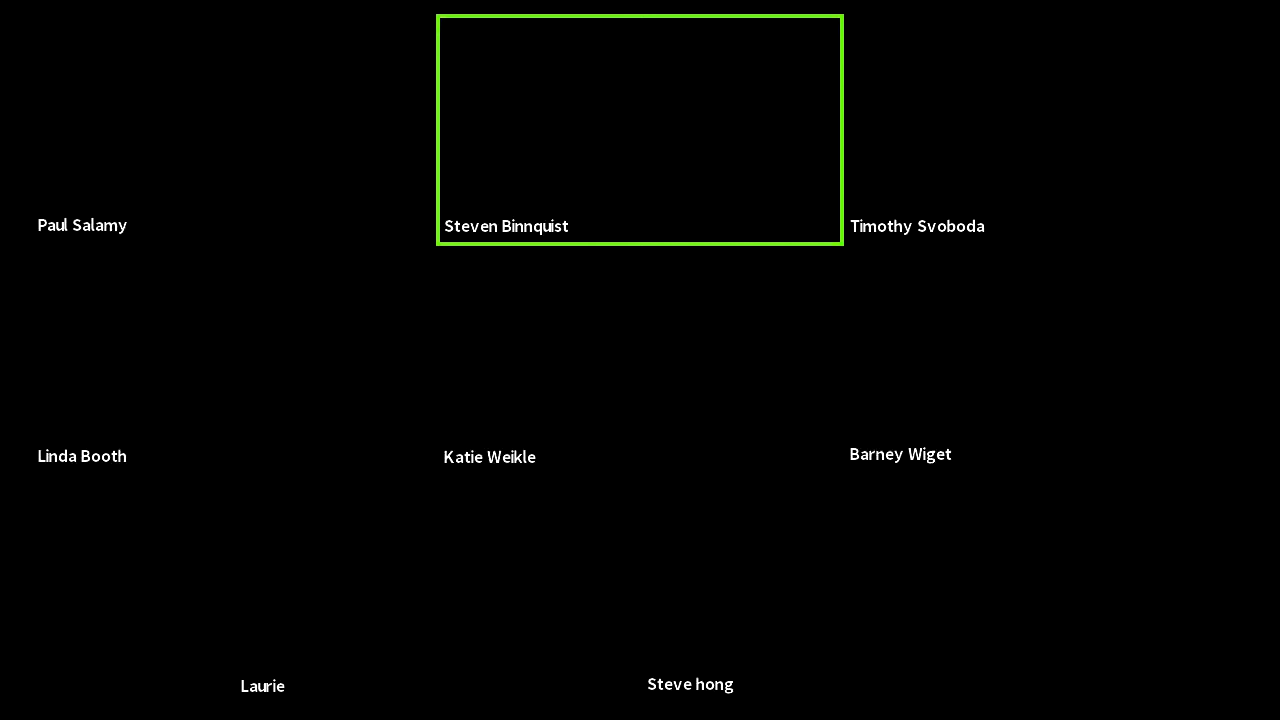 Paul Salamy
Steven Binnquist
Timothy Svoboda
Linda Booth
Katie Weikle
Barney Wiget
Laurie
Steve hong